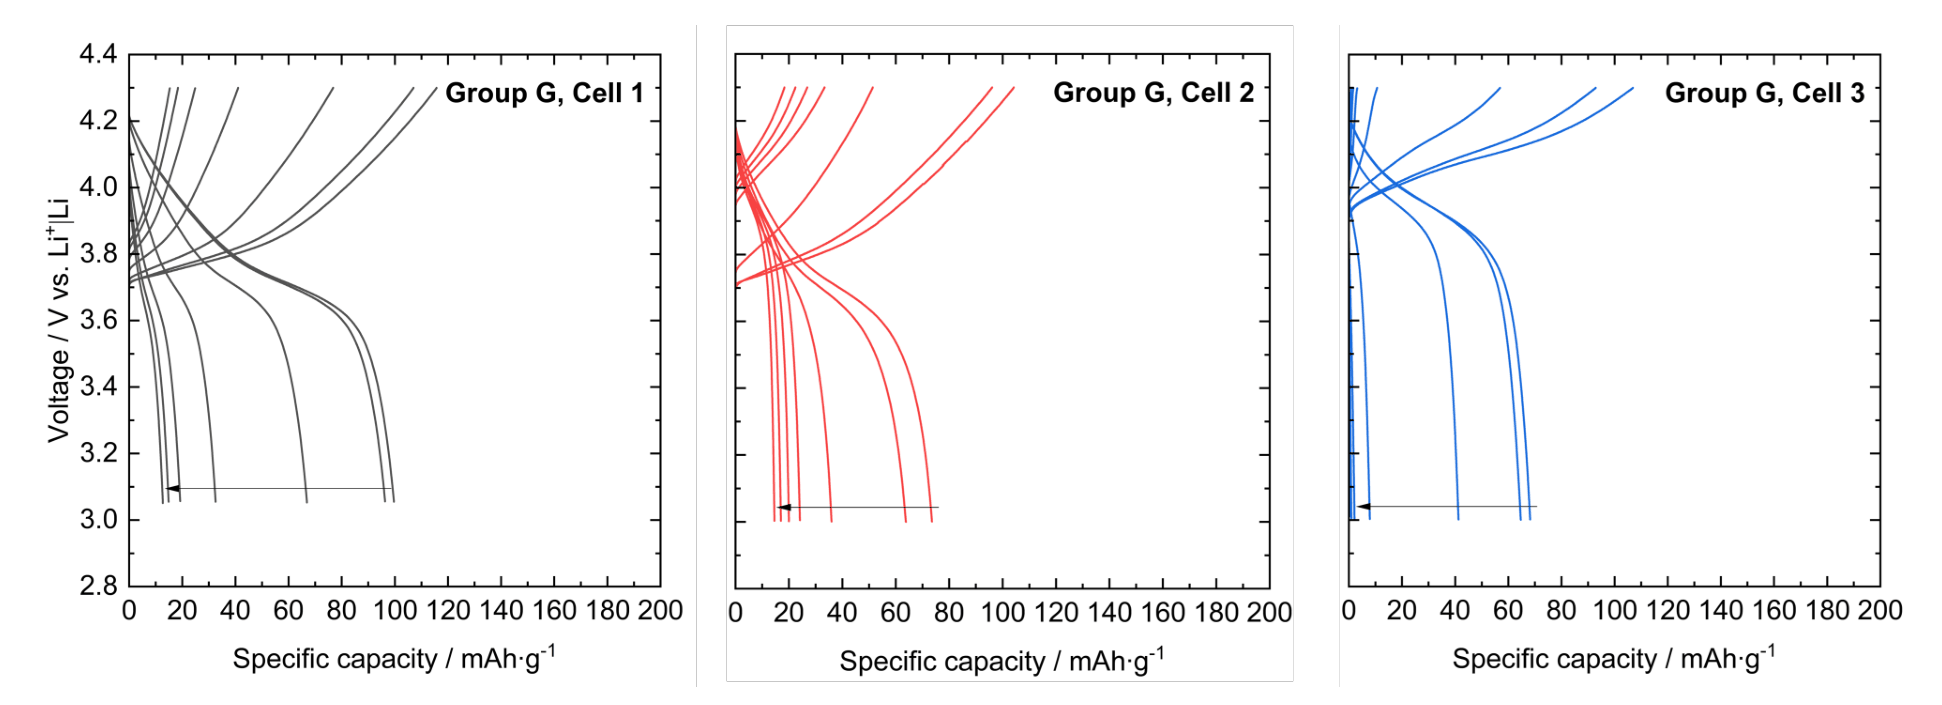 Group G, Cell 1
4.4
4.2
4.0
3.8
3.6
3.4
3.2
3.0
2.8
Voltage / V vs. Li⁺|Li
0 20 40 60 80 100 120 140 160 180 200
Specific capacity / mAh·g⁻¹
Group G, Cell 2
0 20 40 60 80 100 120 140 160 180 200
Specific capacity / mAh·g⁻¹
Group G, Cell 3
0 20 40 60 80 100 120 140 160 180 200
Specific capacity / mAh·g⁻¹